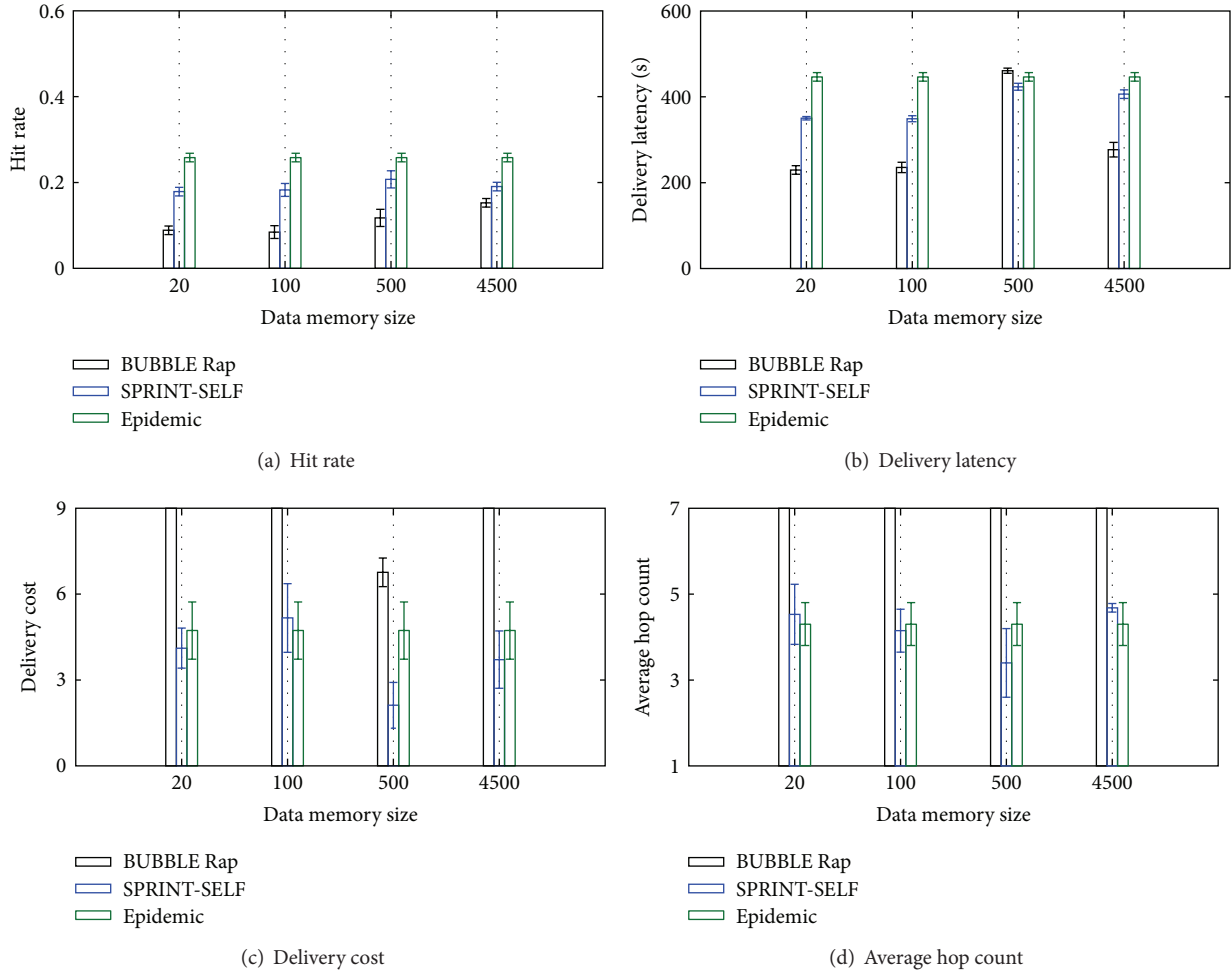 0.6
0.4
0.2
0
Hit rate
20 100 500 4500
Data memory size
BUBBLE Rap
SPRINT-SELF
Epidemic
(a) Hit rate
600
400
200
0
Delivery latency (s)
20 100 500 4500
Data memory size
BUBBLE Rap
SPRINT-SELF
Epidemic
(b) Delivery latency
9
6
3
0
Delivery cost
20 100 500 4500
Data memory size
BUBBLE Rap
SPRINT-SELF
Epidemic
(c) Delivery cost
7
5
3
1
Average hop count
20 100 500 4500
Data memory size
BUBBLE Rap
SPRINT-SELF
Epidemic
(d) Average hop count